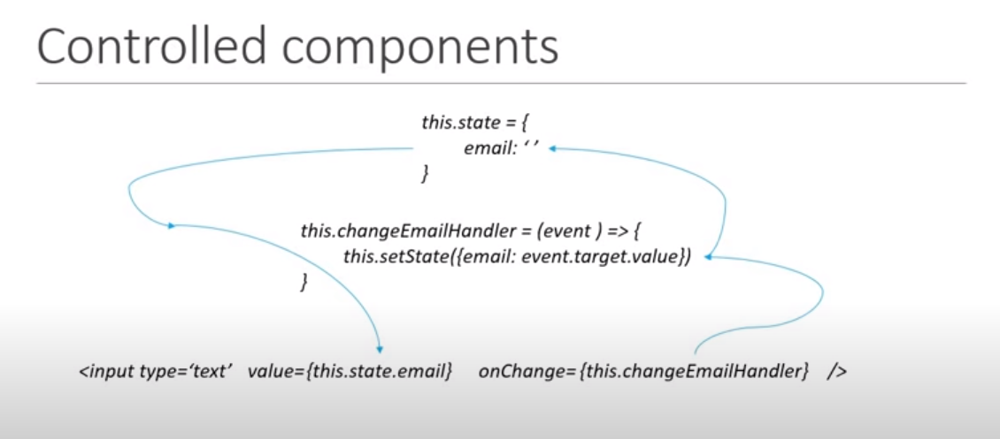 Controlled components
this.state = {
email: ‘ ’
}
this.changeEmailHandler = (event ) => {
this.setState({email: event.target.value})
}
<input type=‘text’ value={this.state.email} onChange={this.changeEmailHandler} />